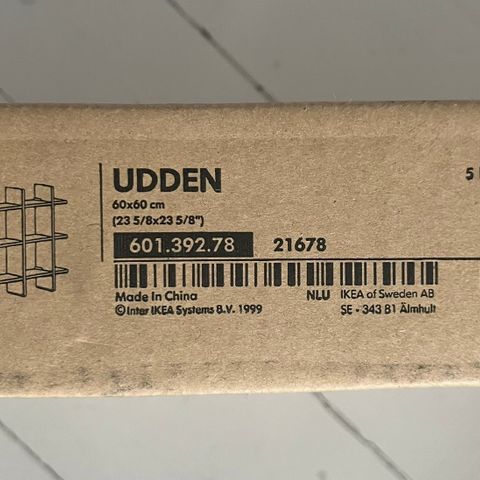 UDDEN
60x60 cm
(23 5/8x23 5/8")
601.392.78 21678
Made In China NLU IKEA of Sweden AB
© Inter IKEA Systems B.V. 1999 SE - 343 81 Älmhult
5